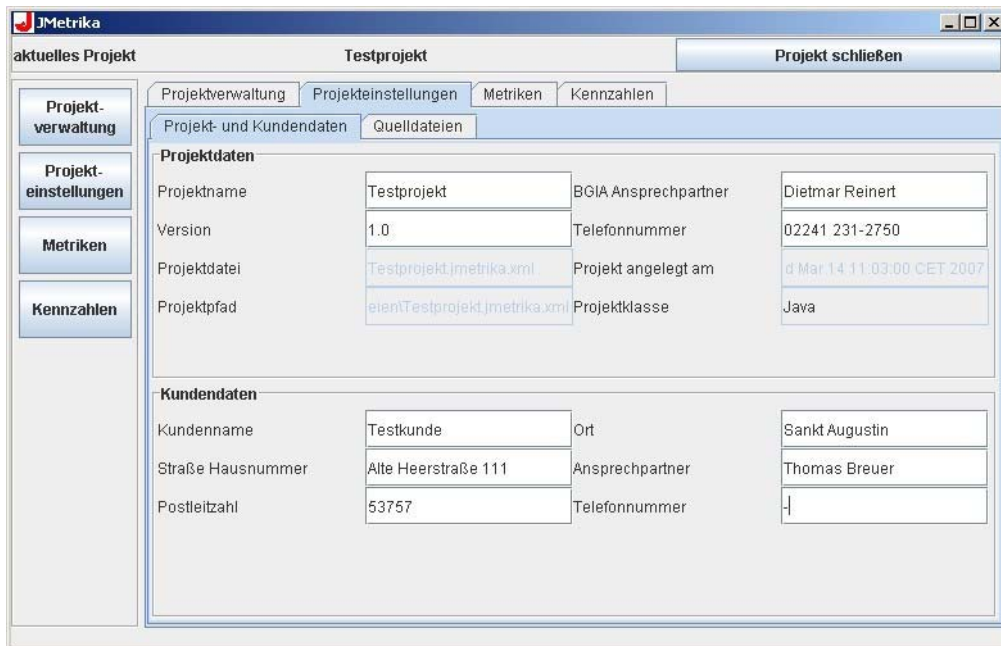 JMetrika
aktuelles Projekt Testprojekt Projekt schließen
Projekt-
verwaltung
Projekt-
einstellungen
Metriken
Kennzahlen
Projektverwaltung Projekteinstellungen Metriken Kennzahlen
Projekt- und Kundendaten Quelldateien
Projektdaten
Projektname Testprojekt BGIA Ansprechpartner Dietmar Reinert
Version 1.0 Telefonnummer 02241 231-2750
Projektdatei Testprojekt.jmetrika.xml Projekt angelegt am d Mar 14 11:03:00 CET 2007
Projektpfad eien\Testprojekt.jmetrika.xml Projektklasse Java
Kundendaten
Kundenname Testkunde Ort Sankt Augustin
Straße Hausnummer Alte Heerstraße 111 Ansprechpartner Thomas Breuer
Postleitzahl 53757 Telefonnummer -